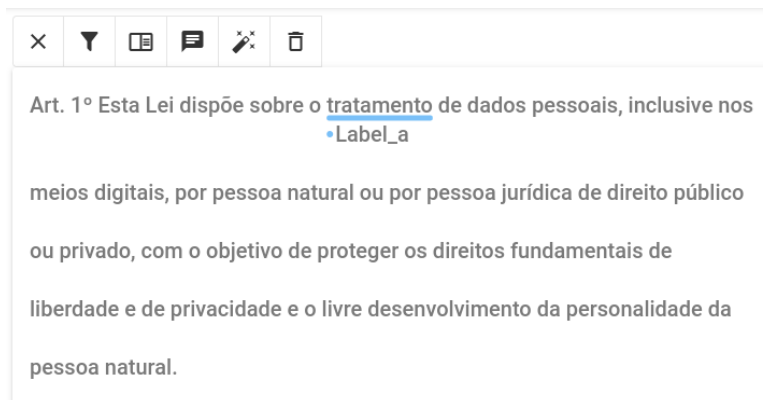 Art. 1º Esta Lei dispõe sobre o tratamento de dados pessoais, inclusive nos
Label_a
meios digitais, por pessoa natural ou por pessoa jurídica de direito público
ou privado, com o objetivo de proteger os direitos fundamentais de
liberdade e de privacidade e o livre desenvolvimento da personalidade da
pessoa natural.